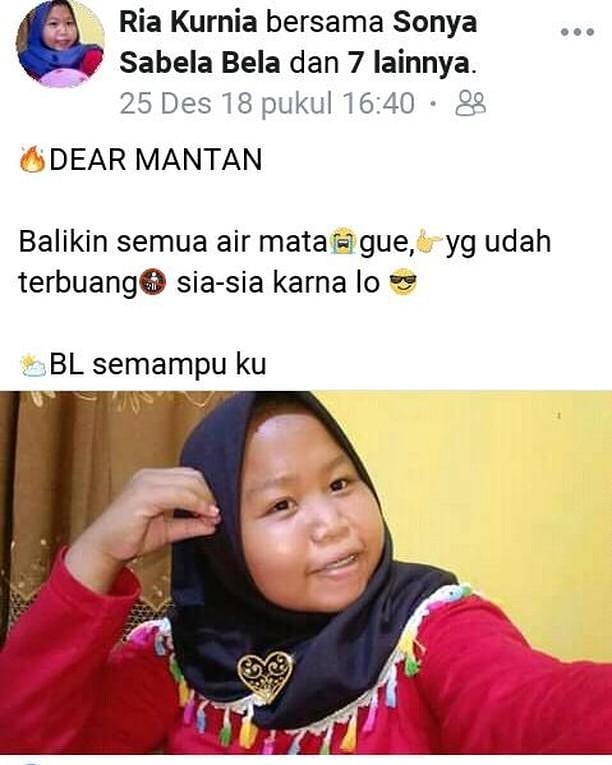 Ria Kurnia bersama Sonya
Sabela Bela dan 7 lainnya.
25 Des 18 pukul 16:40 ·
🔥DEAR MANTAN
Balikin semua air mata😭gue,👉yg udah
terbuang🚯 sia-sia karna lo 😎
🌥BL semampu ku